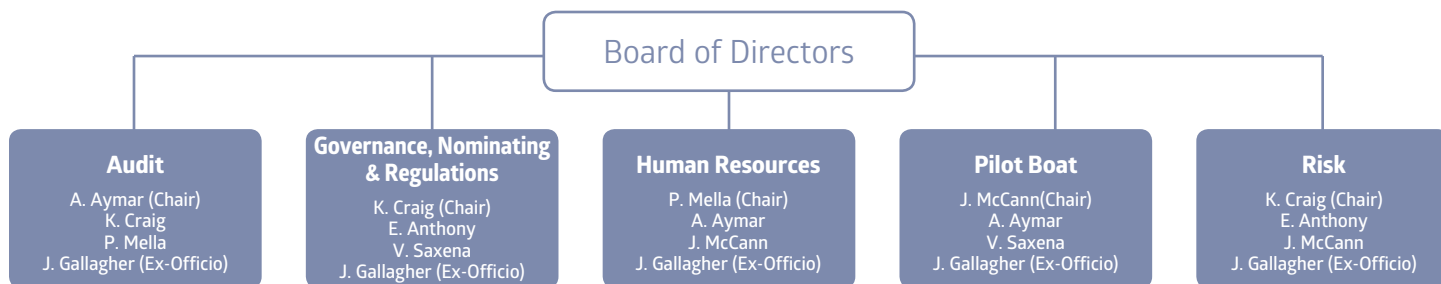 Board of Directors
Audit
A. Aymar (Chair)
K. Craig
P. Mella
J. Gallagher (Ex-Officio)
Governance, Nominating
& Regulations
K. Craig (Chair)
E. Anthony
V. Saxena
J. Gallagher (Ex-Officio)
Human Resources
P. Mella (Chair)
A. Aymar
J. McCann
J. Gallagher (Ex-Officio)
Pilot Boat
J. McCann(Chair)
A. Aymar
V. Saxena
J. Gallagher (Ex-Officio)
Risk
K. Craig (Chair)
E. Anthony
J. McCann
J. Gallagher (Ex-Officio)